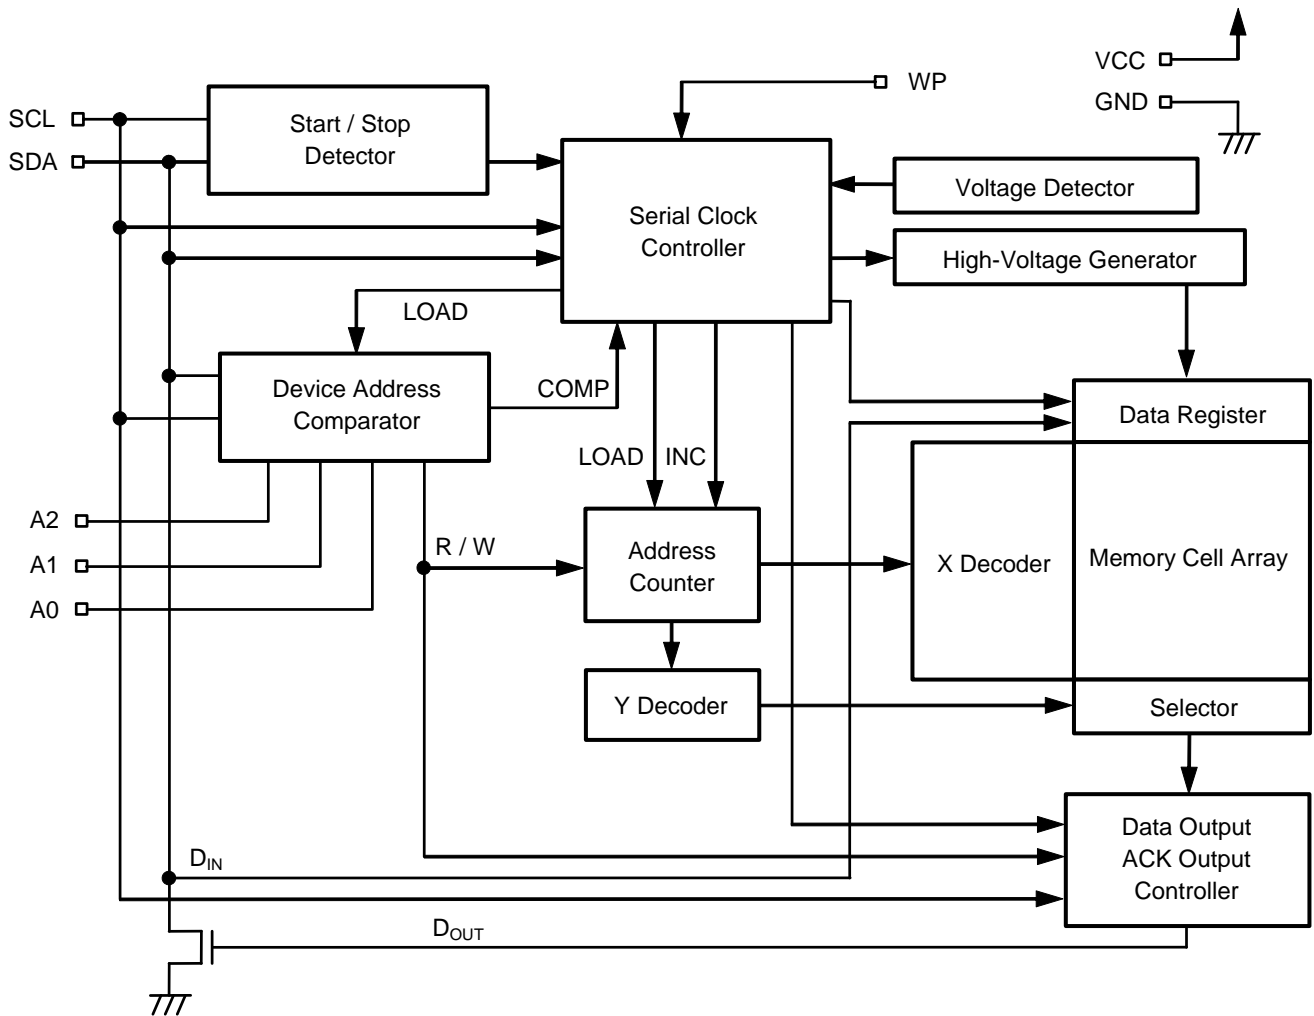 VCC
GND
WP
SCL
SDA
Start / Stop
Detector
Voltage Detector
Serial Clock
Controller
High-Voltage Generator
LOAD
Device Address
Comparator
COMP
Data Register
LOAD
INC
A2
A1
A0
R / W
Address
Counter
X Decoder
Memory Cell Array
Y Decoder
Selector
Data Output
ACK Output
Controller
DIN
DOUT